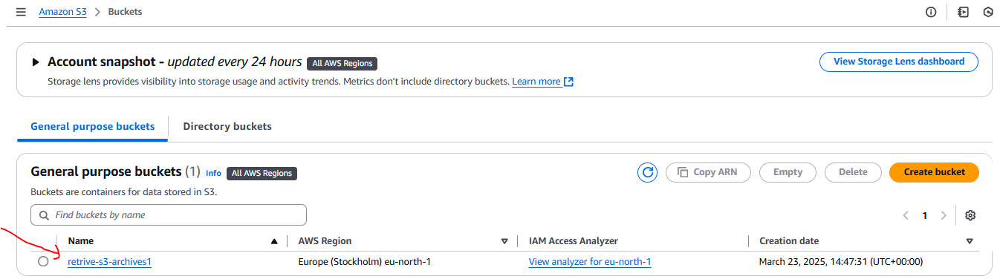 Amazon S3 > Buckets
Account snapshot - updated every 24 hours All AWS Regions View Storage Lens dashboard
Storage lens provides visibility into storage usage and activity trends. Metrics don't include directory buckets. Learn more
General purpose buckets Directory buckets
General purpose buckets (1) Info All AWS Regions Copy ARN Empty Delete Create bucket
Buckets are containers for data stored in S3.
Find buckets by name 1
Name AWS Region IAM Access Analyzer Creation date
retrive-s3-archives1 Europe (Stockholm) eu-north-1 View analyzer for eu-north-1 March 23, 2025, 14:47:31 (UTC+00:00)